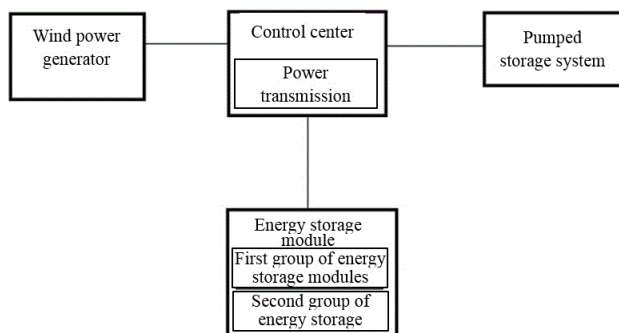 Wind power
generator
Control center
Power
transmission
Pumped
storage system
Energy storage
module
First group of energy
storage modules
Second group of
energy storage